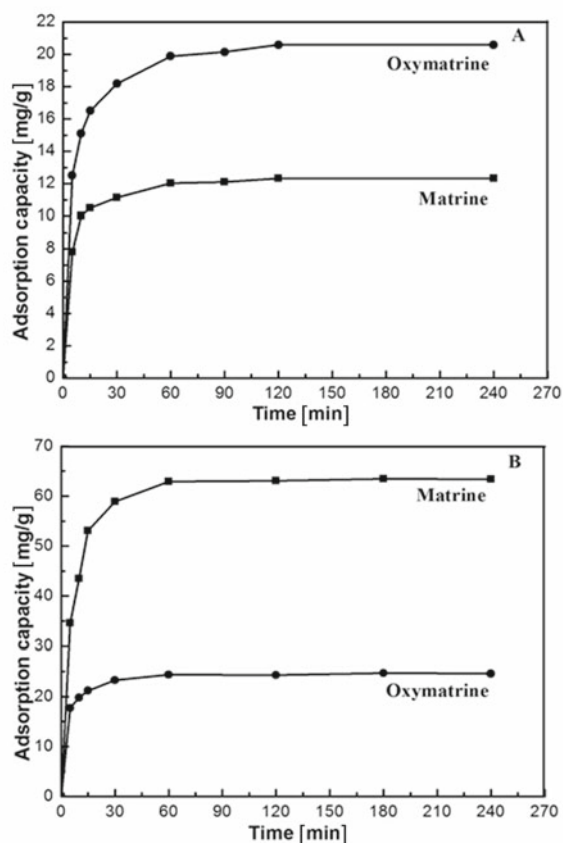 A
Adsorption capacity [mg/g]
22
20
18
16
14
12
10
8
6
4
2
0
Oxymatrine
Matrine
0 30 60 90 120 150 180 210 240 270
Time [min]
B
Adsorption capacity [mg/g]
70
60
50
40
30
20
10
0
Matrine
Oxymatrine
0 30 60 90 120 150 180 210 240 270
Time [min]